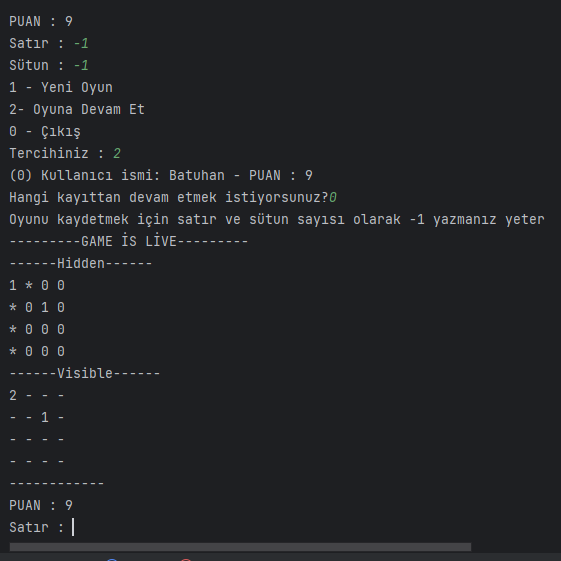 PUAN : 9
Satır : -1
Sütun : -1
1 - Yeni Oyun
2- Oyuna Devam Et
0 - Çıkış
Tercihiniz : 2
(0) Kullanıcı ismi: Batuhan - PUAN : 9
Hangi kayıttan devam etmek istiyorsunuz?0
Oyunu kaydetmek için satır ve sütun sayısı olarak -1 yazmanız yeter
---------GAME İS LİVE---------
------Hidden------
1 * 0 0
* 0 1 0
* 0 0 0
* 0 0 0
------Visible------
2 - - -
- - 1 -
- - - -
- - - -
------------
PUAN : 9
Satır :